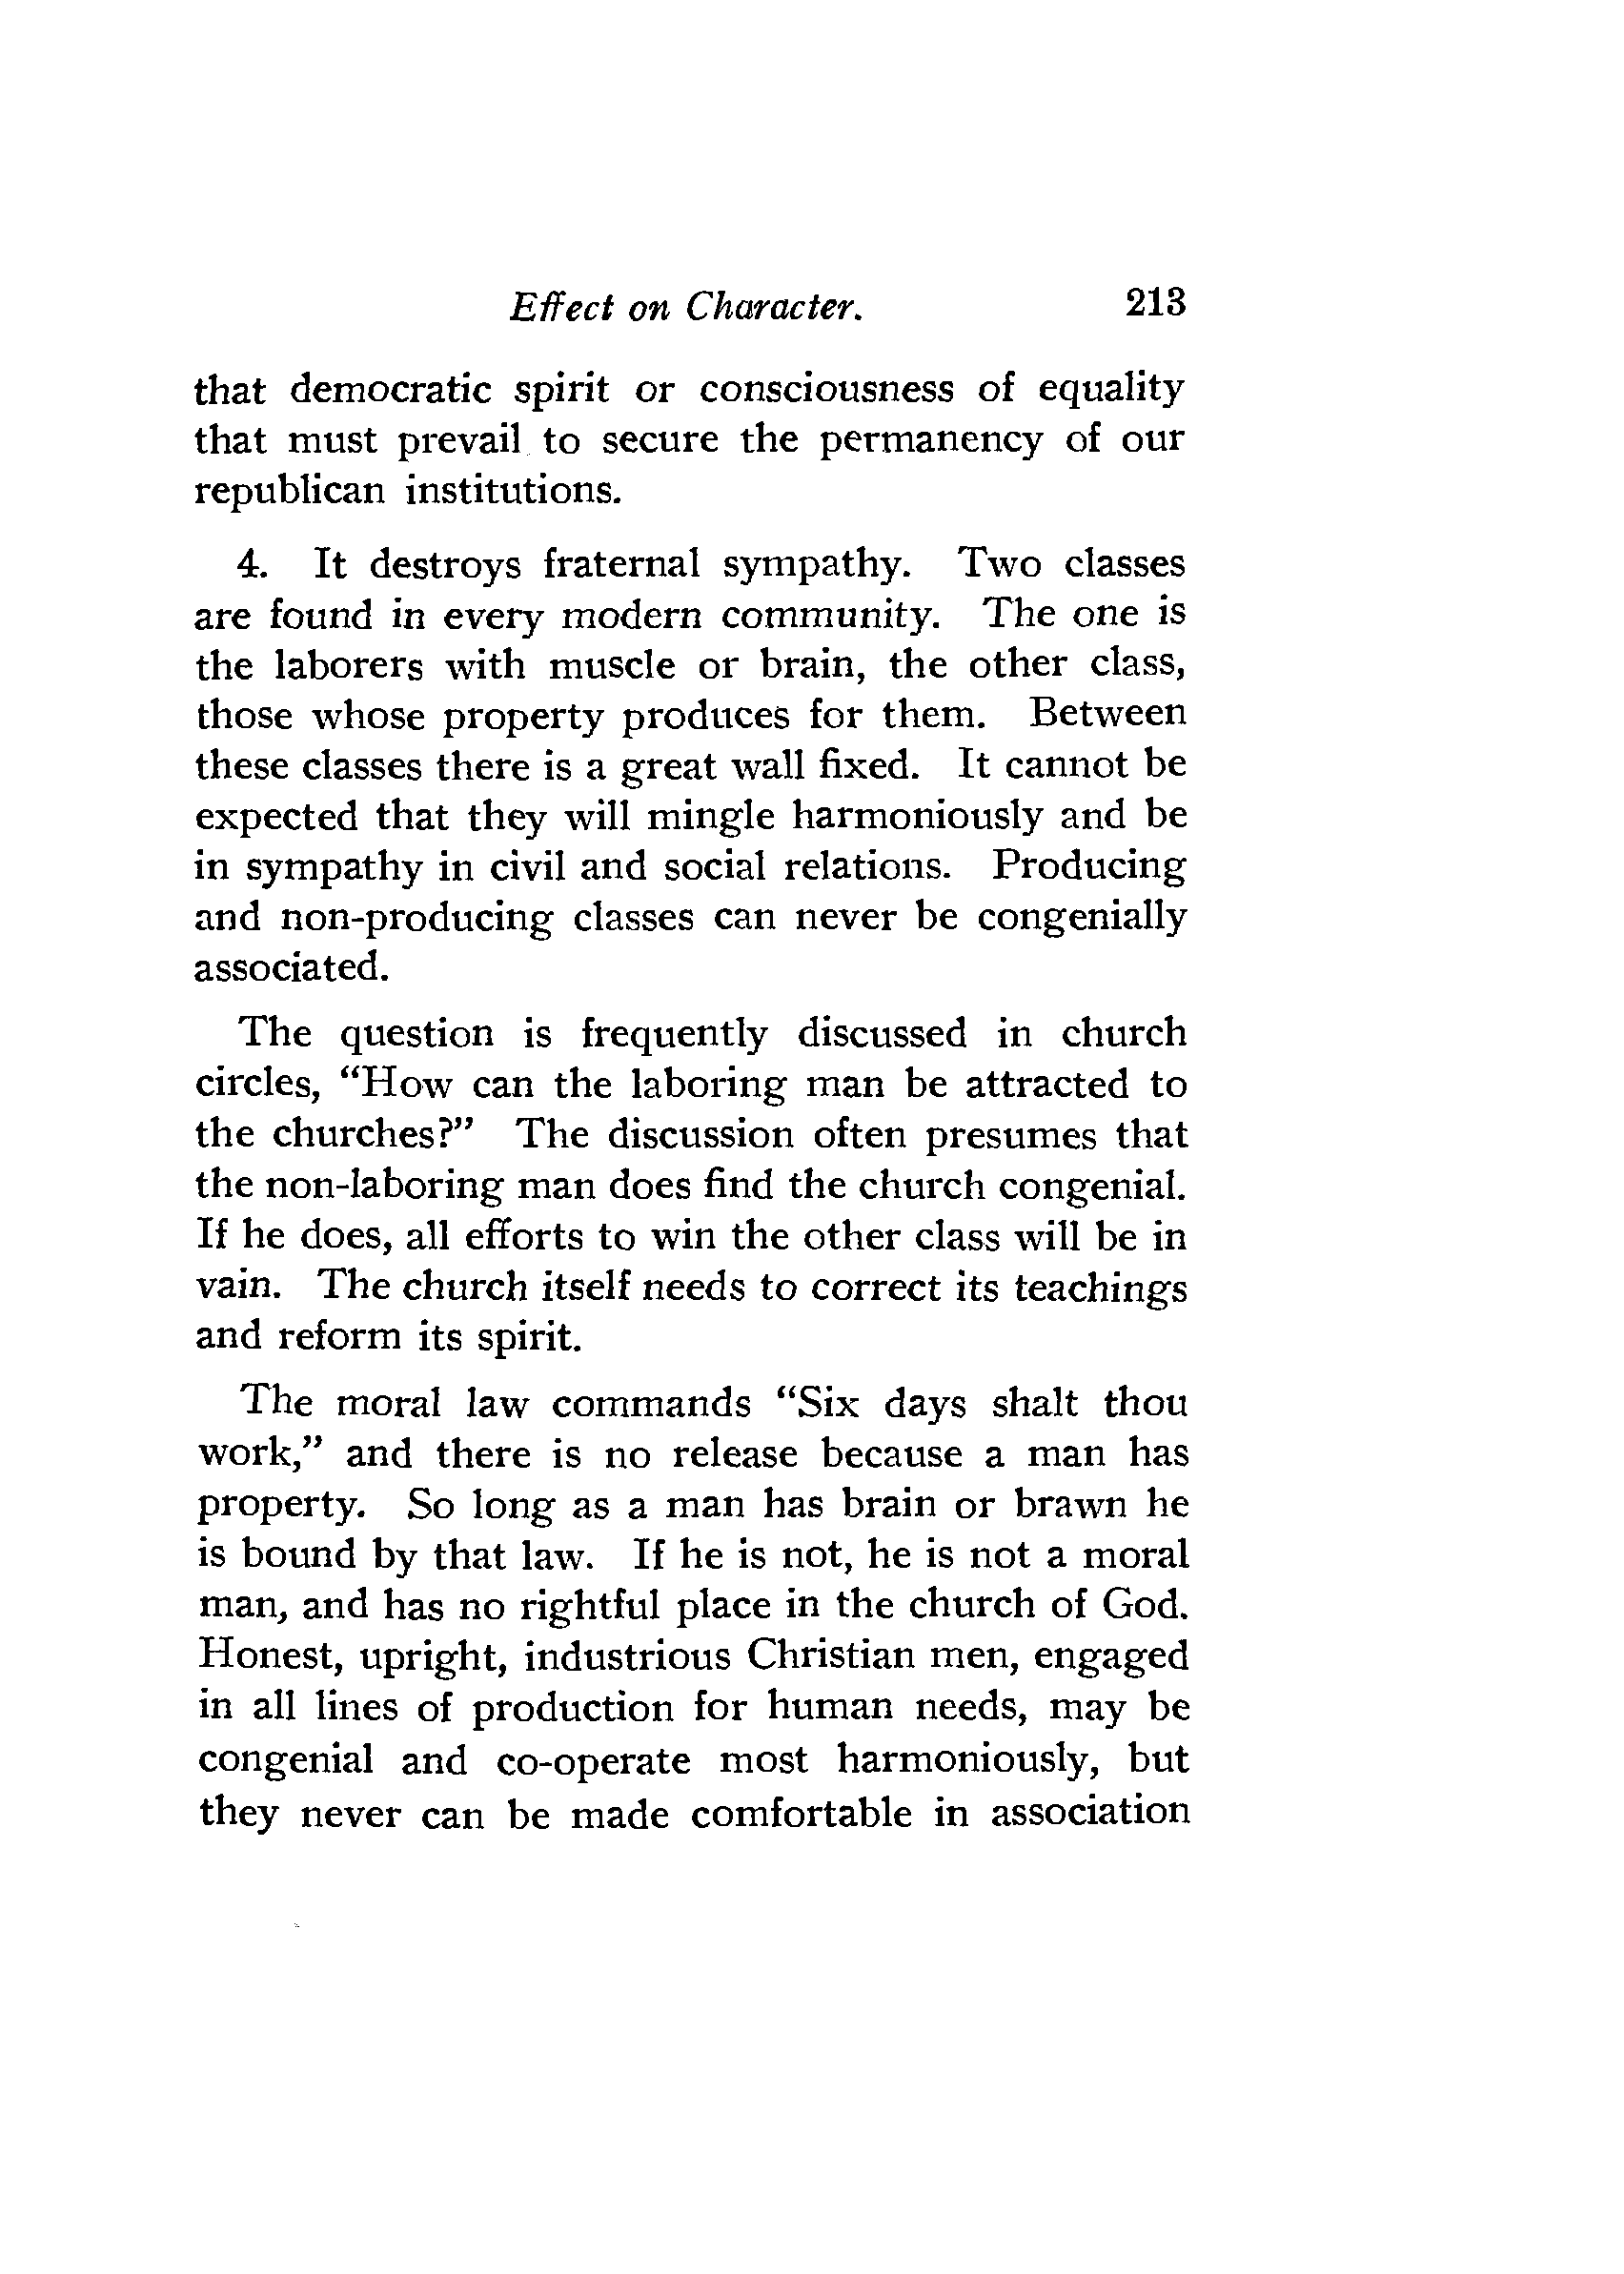 Effect on Character. 213
that democratic spirit or consciousness of equality
that must prevail to secure the permanency of our
republican institutions.
4. It destroys fraternal sympathy. Two classes
are found in every modern community. The one is
the laborers with muscle or brain, the other class,
those whose property produces for them. Between
these classes there is a great wall fixed. It cannot be
expected that they will mingle harmoniously and be
in sympathy in civil and social relations. Producing
and non-producing classes can never be congenially
associated.
The question is frequently discussed in church
circles, “How can the laboring man be attracted to
the churches?” The discussion often presumes that
the non-laboring man does find the church congenial.
If he does, all efforts to win the other class will be in
vain. The church itself needs to correct its teachings
and reform its spirit.
The moral law commands “Six days shalt thou
work,” and there is no release because a man has
property. So long as a man has brain or brawn he
is bound by that law. If he is not, he is not a moral
man, and has no rightful place in the church of God.
Honest, upright, industrious Christian men, engaged
in all lines of production for human needs, may be
congenial and co-operate most harmoniously, but
they never can be made comfortable in association